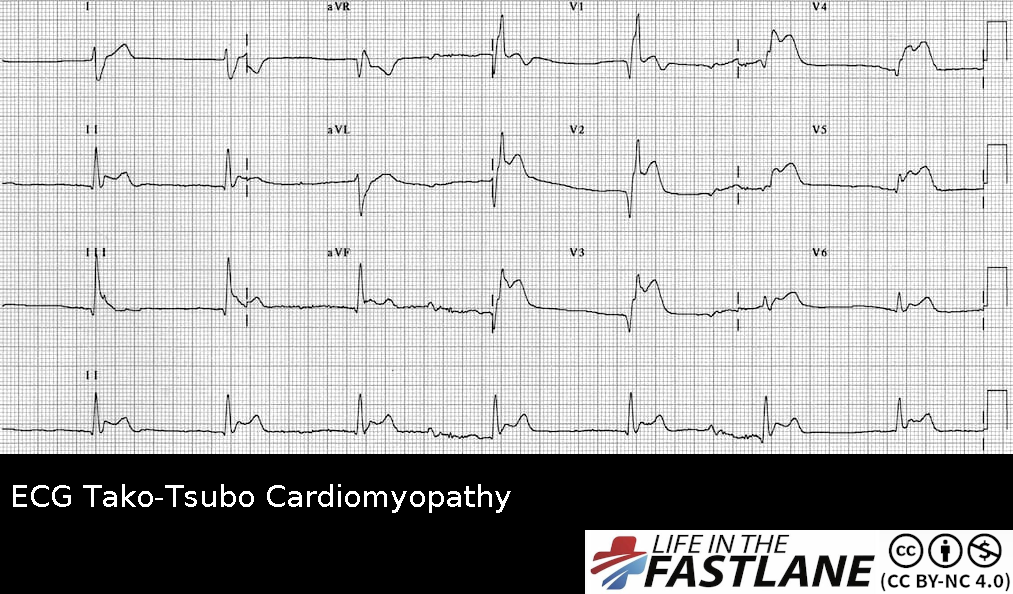 I aVR V1 V4
II aVL V2 V5
III aVF V3 V6
II
ECG Tako-Tsubo Cardiomyopathy
LIFE IN THE
FASTLANE
cc
(CC BY-NC 4.0)